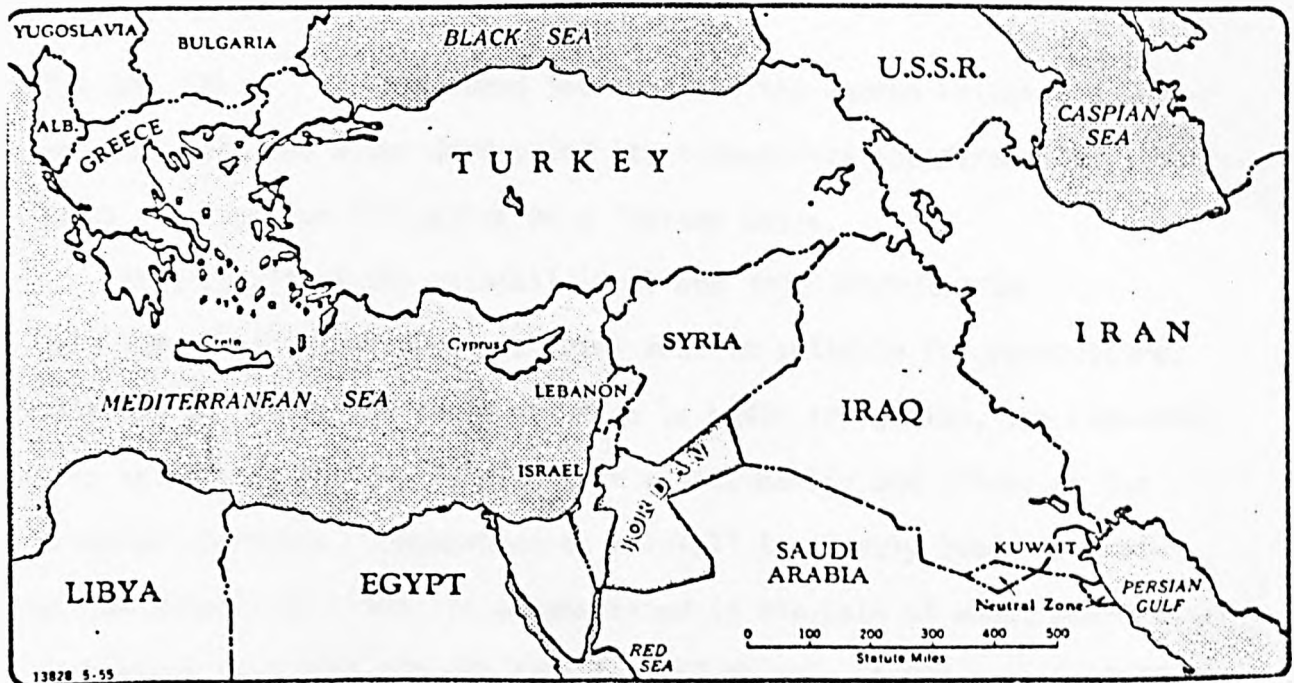 YUGOSLAVIA
BULGARIA
BLACK SEA
U.S.S.R.
CASPIAN
SEA
ALB.
GREECE
TURKEY
IRAN
SYRIA
Crete
Cyprus
LEBANON
MEDITERRANEAN SEA
IRAQ
ISRAEL
JORDAN
KUWAIT
SAUDI
ARABIA
LIBYA
EGYPT
PERSIAN
GULF
Neutral Zone
RED
SEA
0 100 200 300 400 500
Statute Miles
13828 5-55